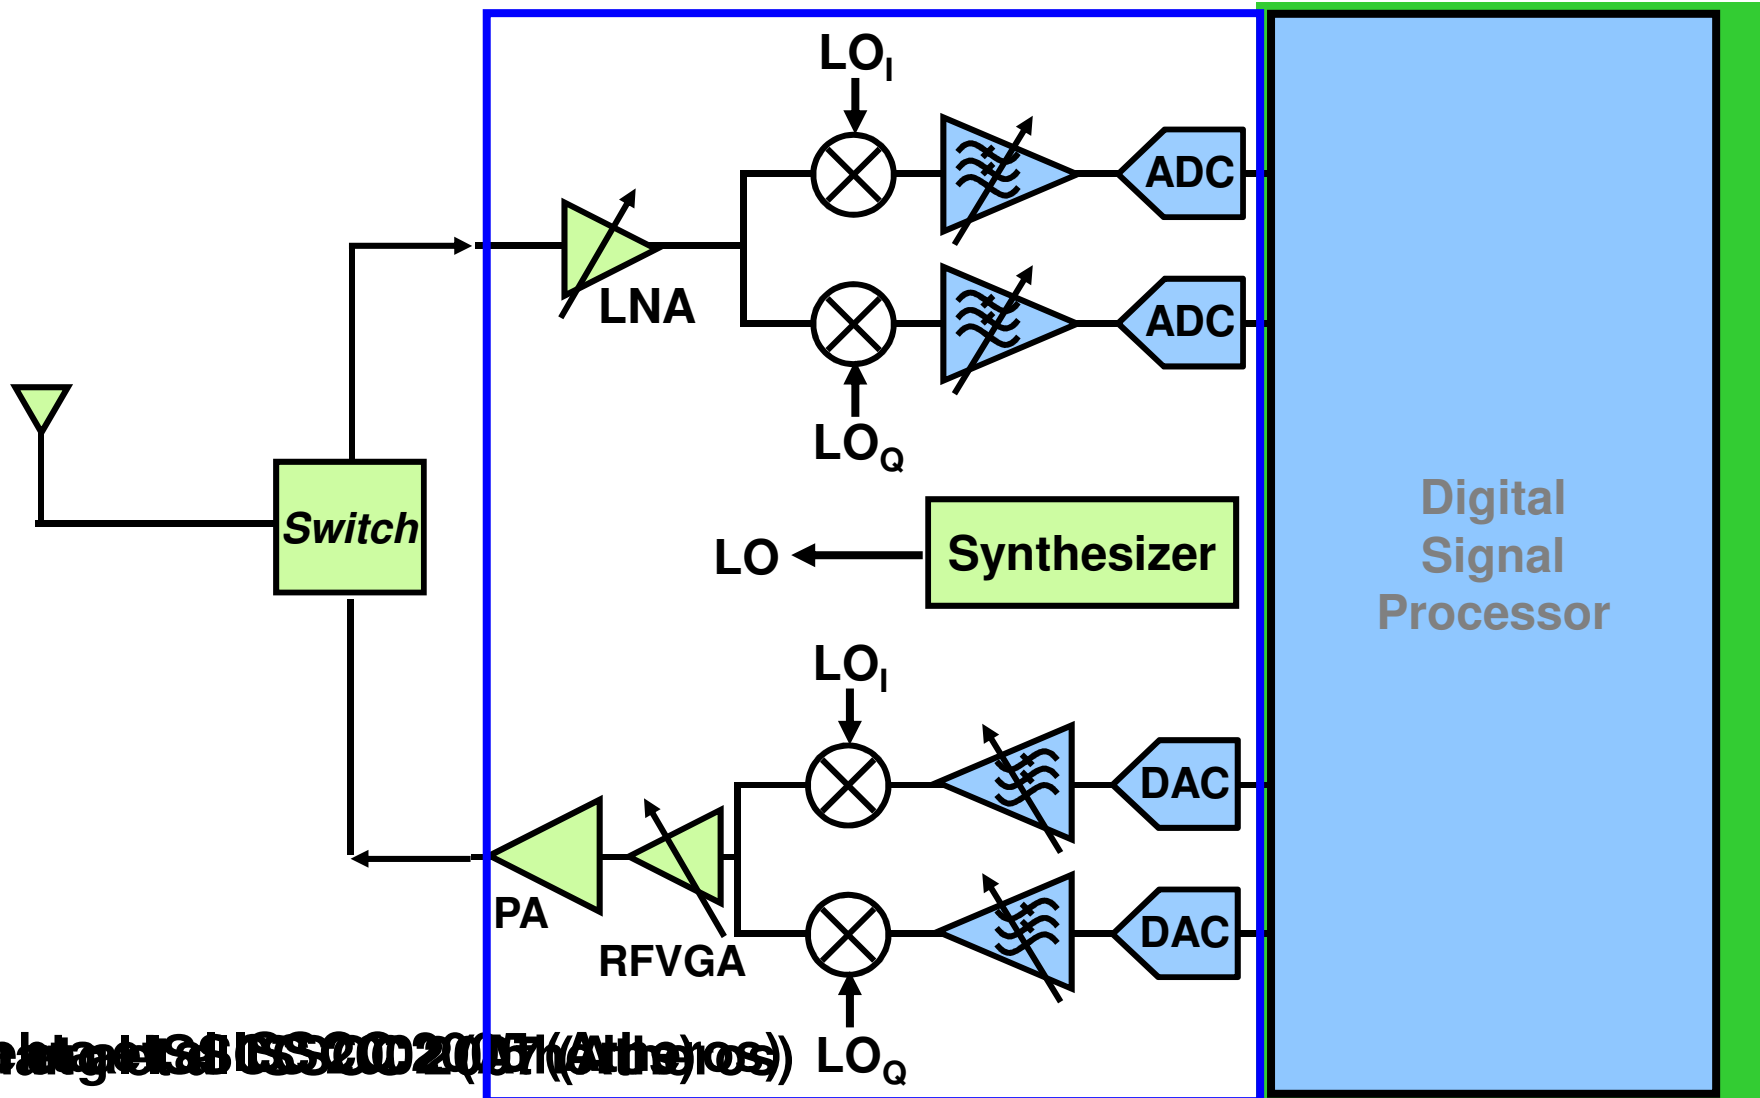 LO_I
ADC
LNA
ADC
LO_Q
Switch
LO
Synthesizer
Digital
Signal
Processor
LO_I
DAC
PA
RFVGA
DAC
LO_Q